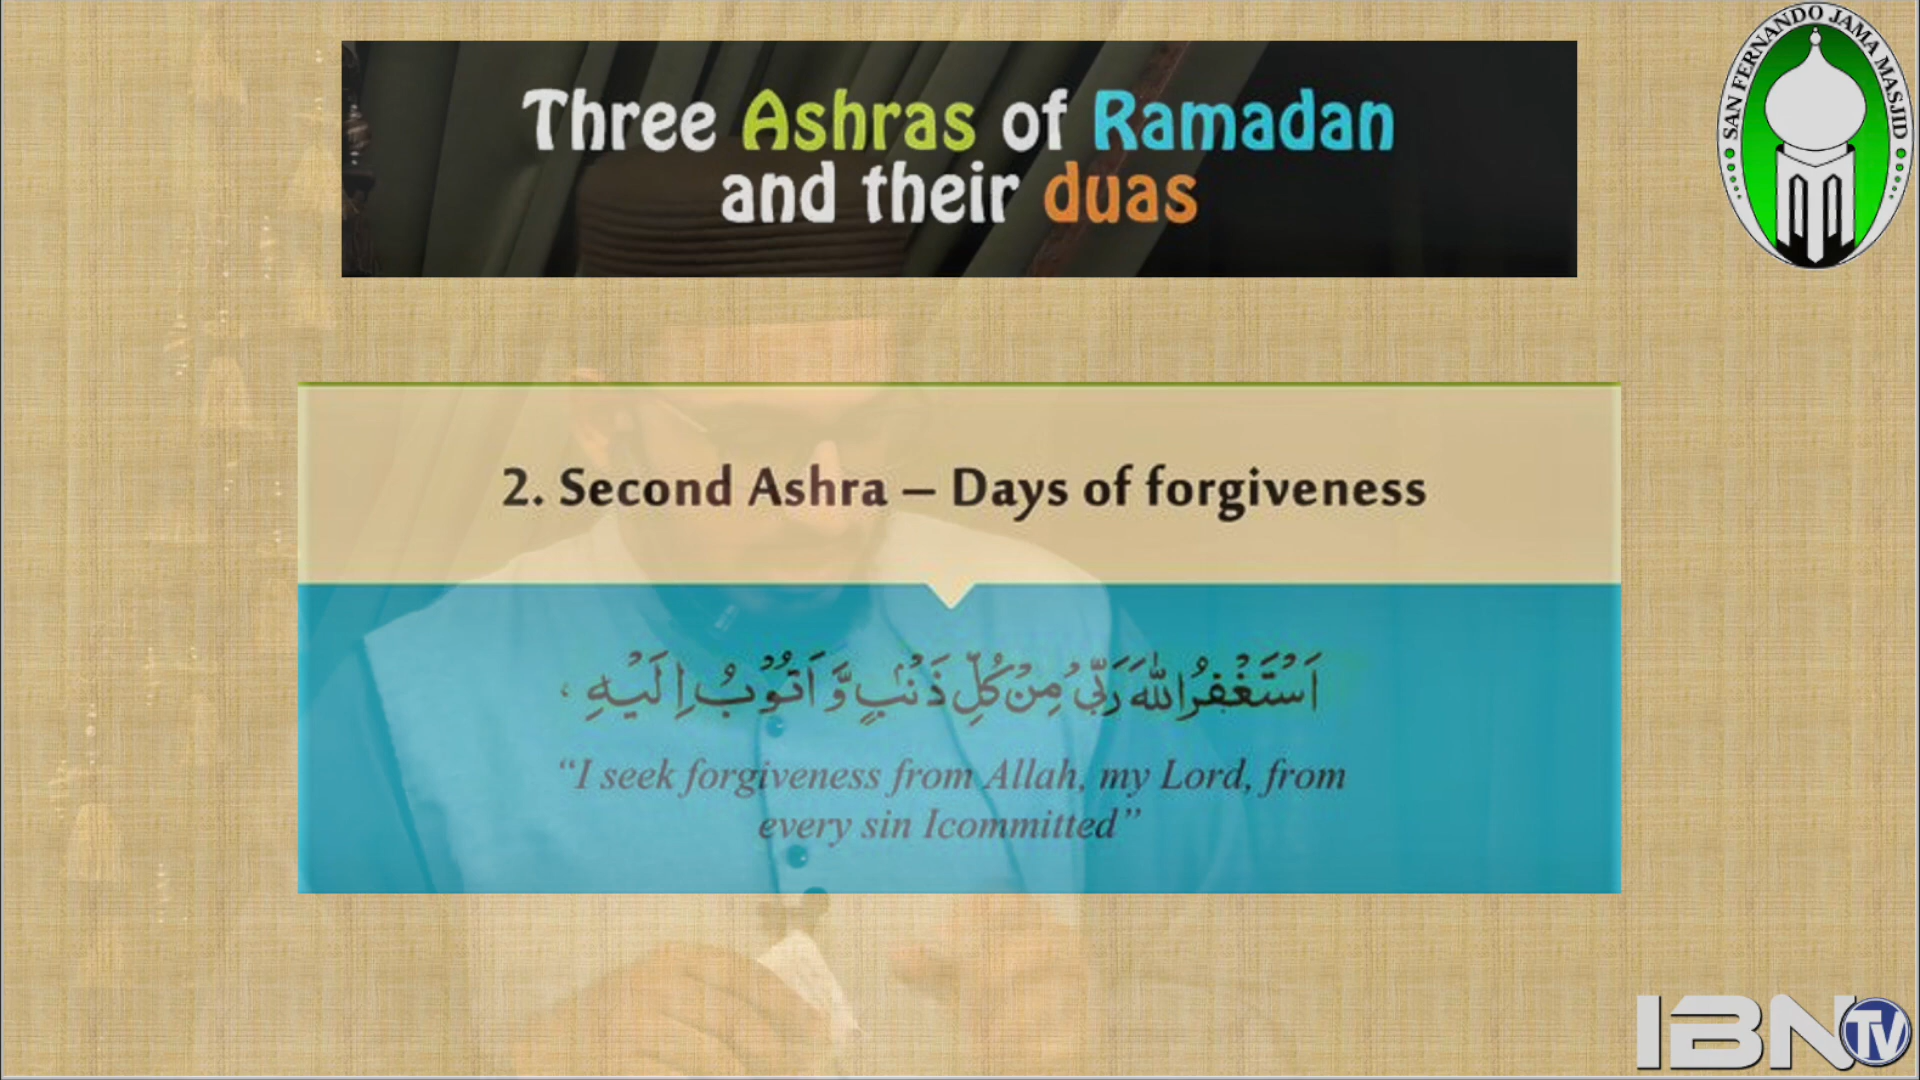 Three Ashras of Ramadan
and their duas
SAN FERNANDO JAMA MASJID
2. Second Ashra – Days of forgiveness
اَسْتَغْفِرُ اللهَ رَبِّىْ مِنْ كُلِّ ذَنْبٍ وَّ اَتُوْبُ اِلَيْهِ
“I seek forgiveness from Allah, my Lord, from
every sin Icommitted”
IBN TV